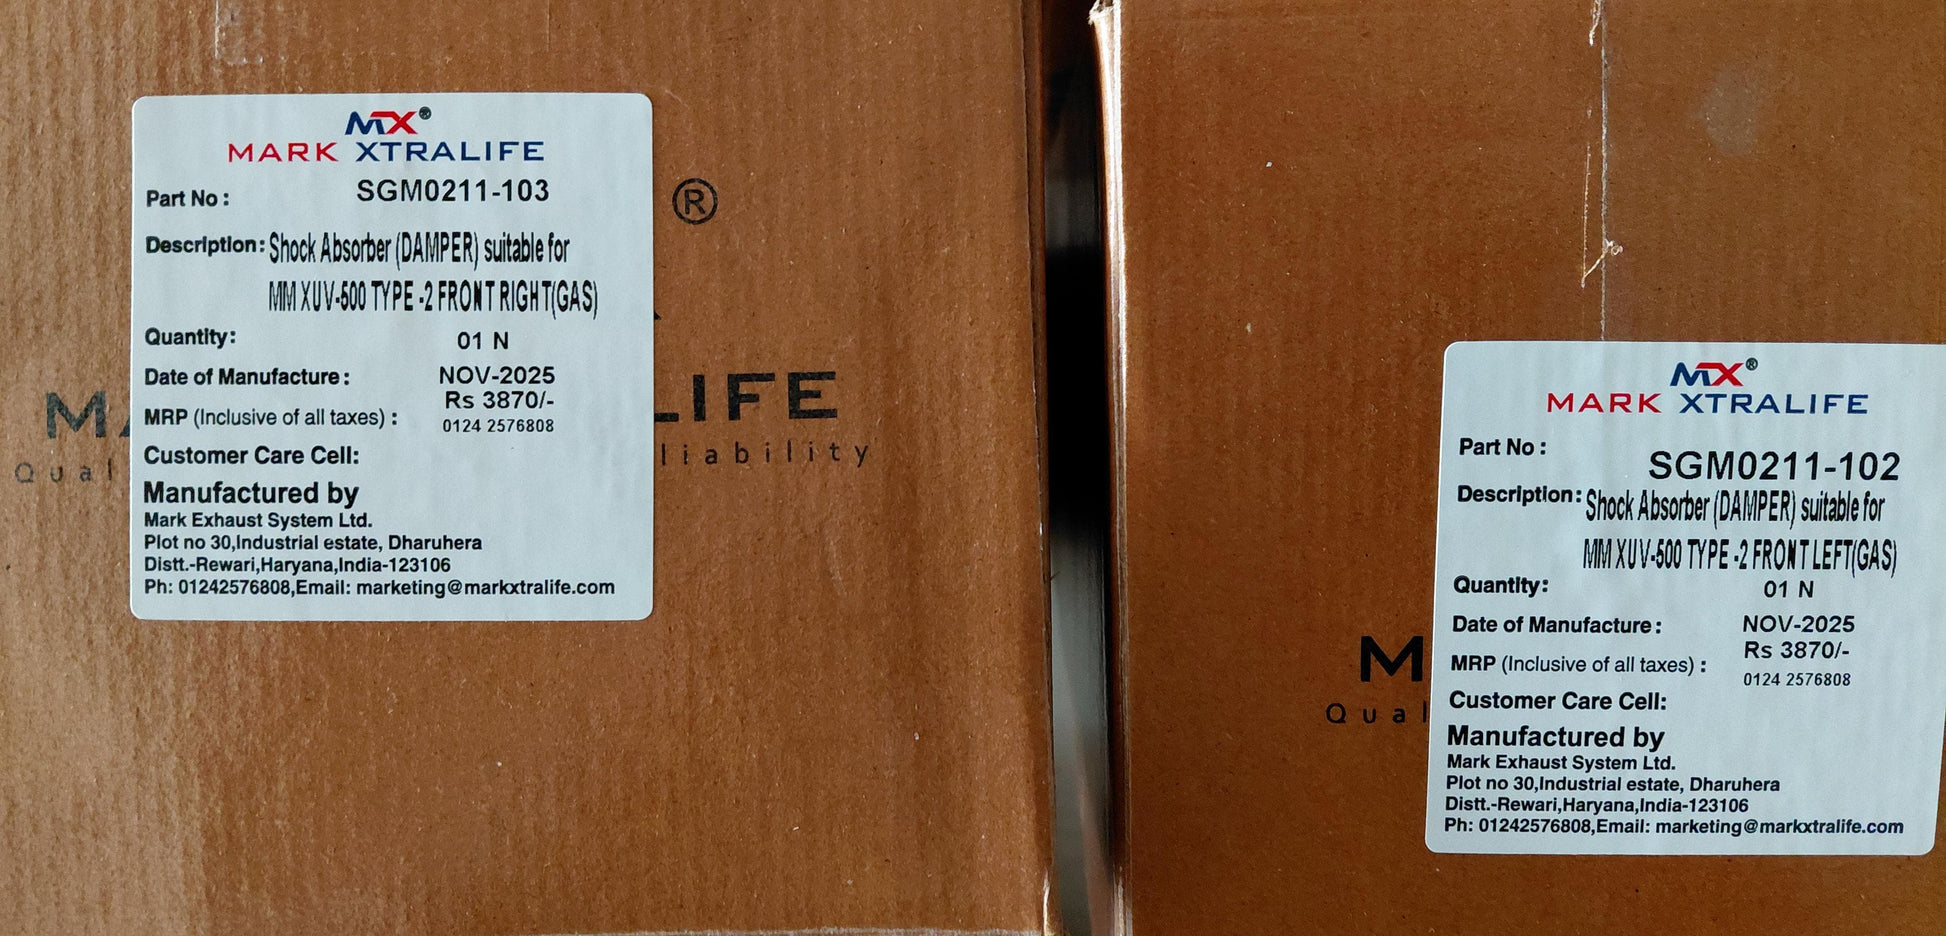 MX®
MARK XTRALIFE
Part No : SGM0211-103
Description: Shock Absorber (DAMPER) suitable for
MM XUV-500 TYPE -2 FRONT RIGHT(GAS)
Quantity: 01 N
Date of Manufacture : NOV-2025
MRP (Inclusive of all taxes) : Rs 3870/-
0124 2576808
Customer Care Cell:
Manufactured by
Mark Exhaust System Ltd.
Plot no 30,Industrial estate, Dharuhera
Distt.-Rewari,Haryana,India-123106
Ph: 01242576808,Email: marketing@markxtralife.com
®
MA LIFE
Qual liability
MX®
MARK XTRALIFE
Part No : SGM0211-102
Description: Shock Absorber (DAMPER) suitable for
MM XUV-500 TYPE -2 FRONT LEFT(GAS)
Quantity: 01 N
Date of Manufacture : NOV-2025
MRP (Inclusive of all taxes) : Rs 3870/-
0124 2576808
Customer Care Cell:
Manufactured by
Mark Exhaust System Ltd.
Plot no 30,Industrial estate, Dharuhera
Distt.-Rewari,Haryana,India-123106
Ph: 01242576808,Email: marketing@markxtralife.com
M
Qual